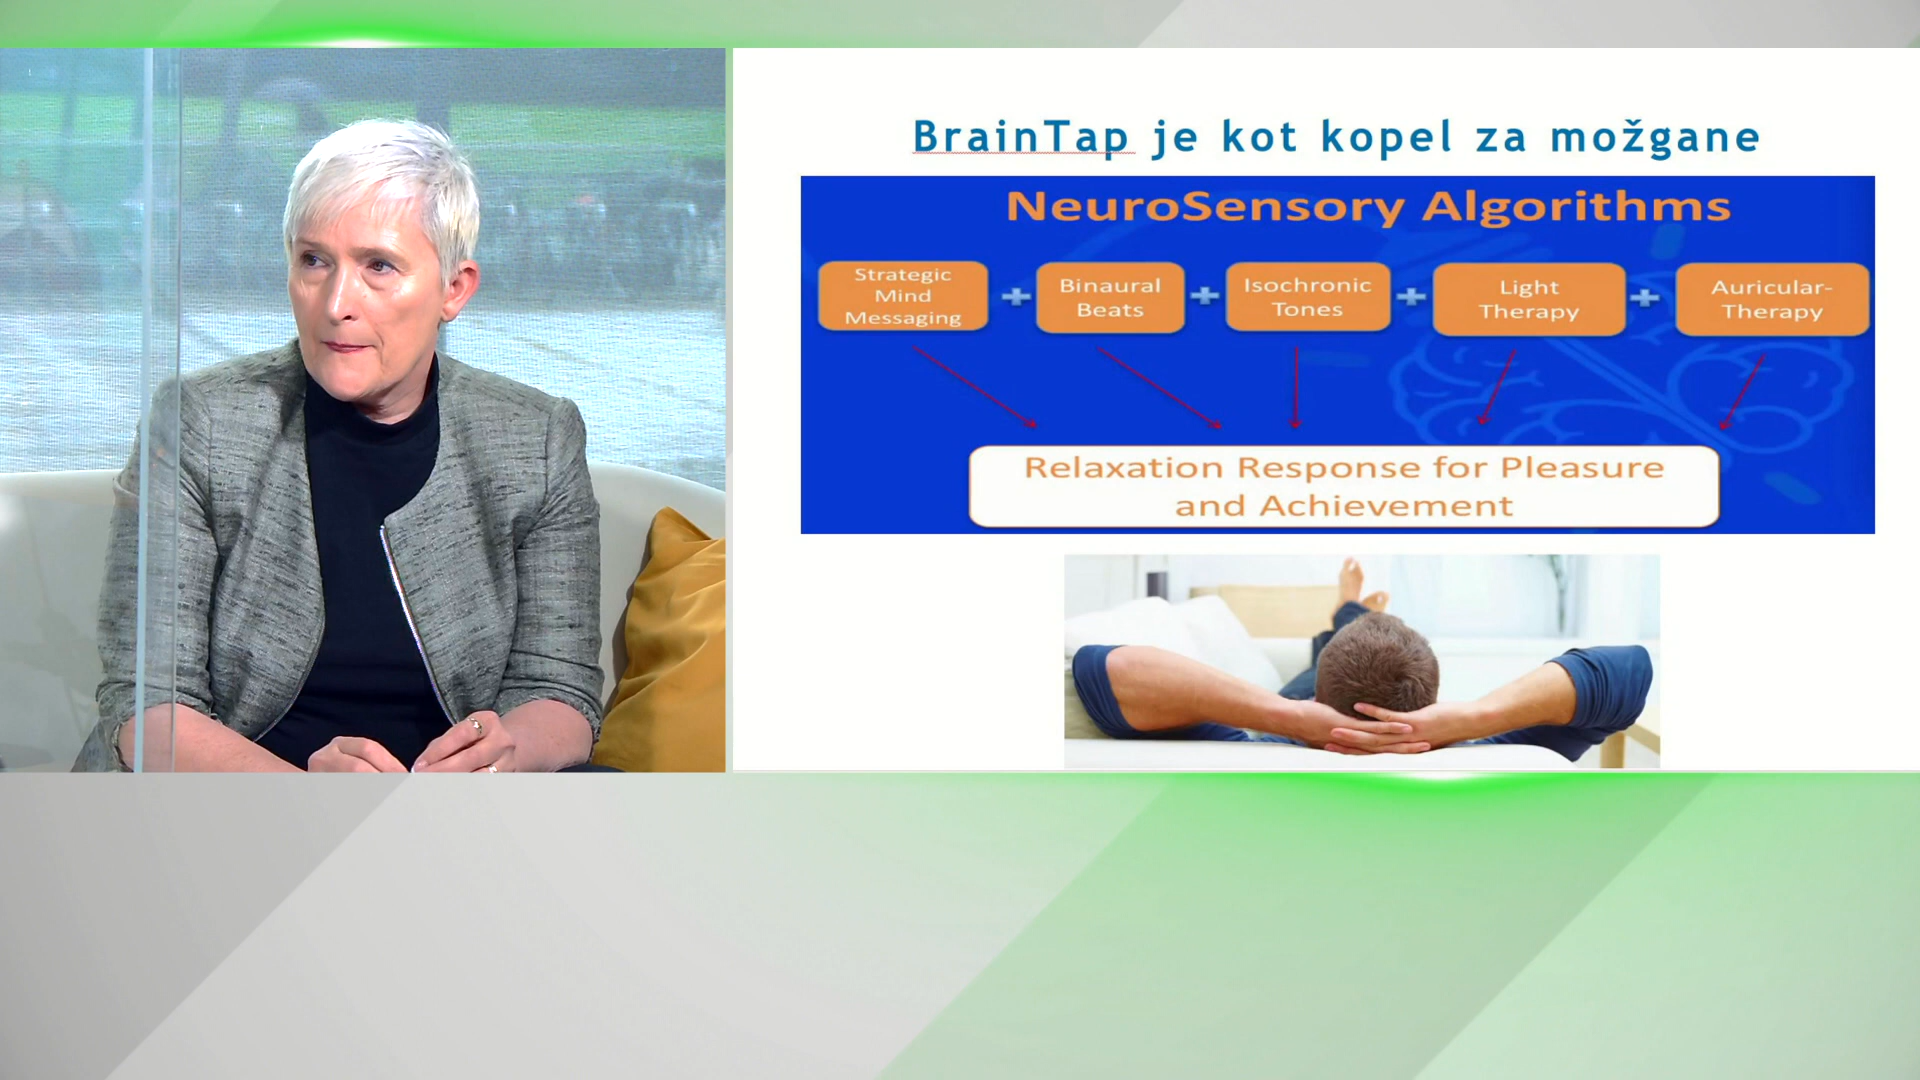 BrainTap je kot kopel za možgane
NeuroSensory Algorithms
Strategic
Mind
Messaging
Binaural
Beats
Isochronic
Tones
Light
Therapy
Auricular-
Therapy
Relaxation Response for Pleasure
and Achievement